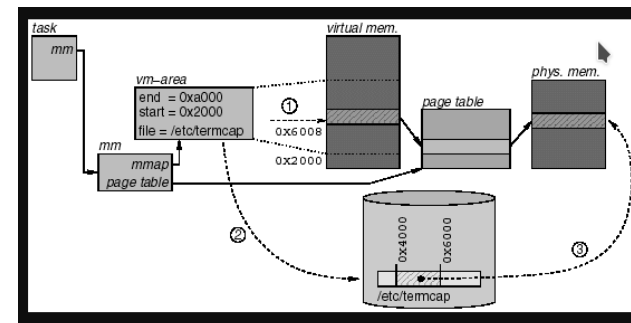 task
mm
virtual mem.
phys. mem.
vm-area
end = 0xa000
start = 0x2000
file = /etc/termcap
①
0x6008
0x2000
page table
mm
mmap
page table
②
0x4000
0x6000
③
/etc/termcap